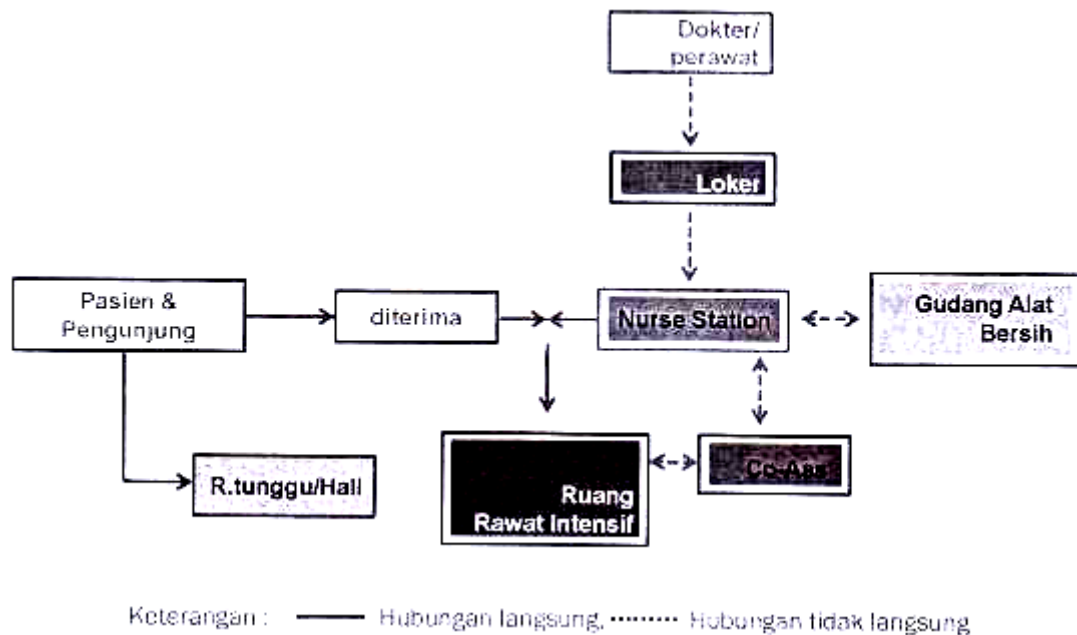 Dokter/
perawat
Loker
Pasien &
Pengunjung
diterima
Nurse Station
Gudang Alat
Bersih
R.tunggu/Hall
Ruang
Rawat Intensif
Co-Ass
Keterangan : Hubungan langsung, Hubungan tidak langsung